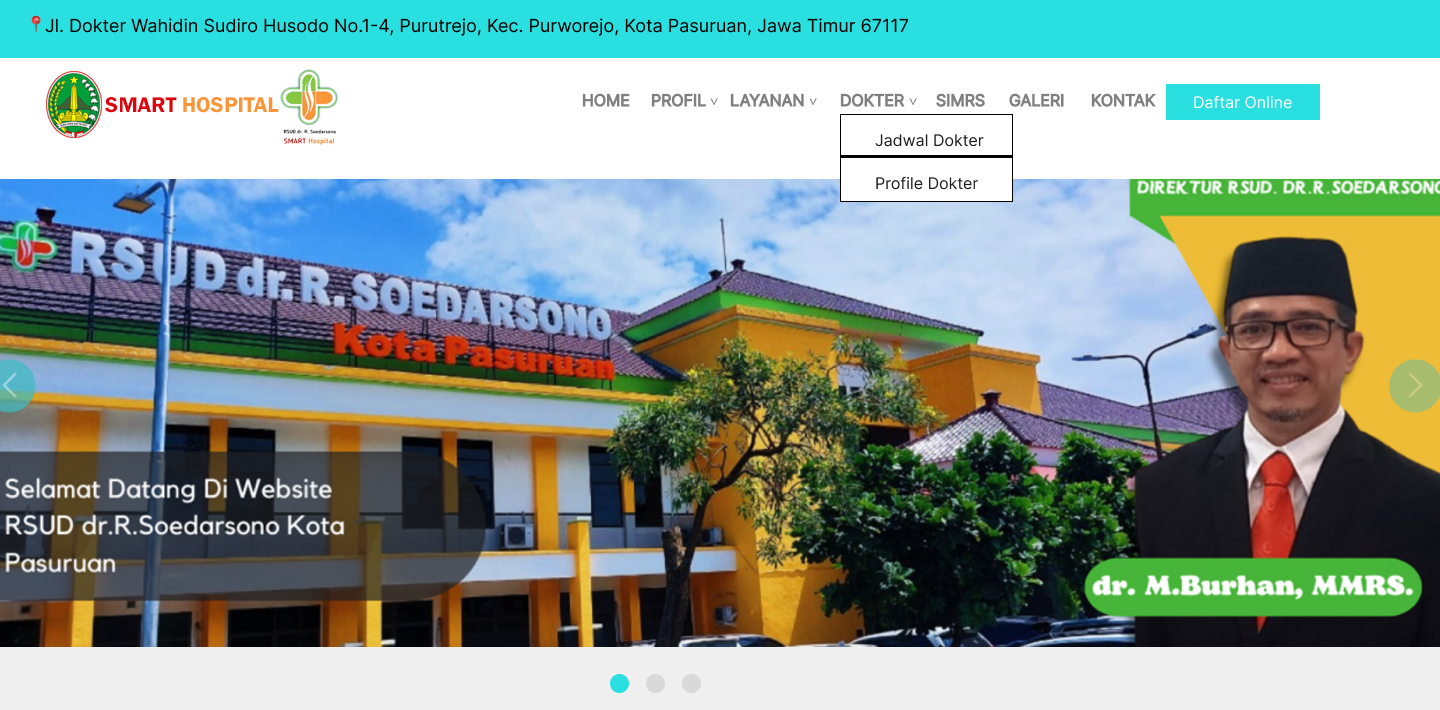 Jl. Dokter Wahidin Sudiro Husodo No.1-4, Purutrejo, Kec. Purworejo, Kota Pasuruan, Jawa Timur 67117
SMART HOSPITAL
RSUD dr. R. Soedarsono
SMART Hospital
HOME PROFIL LAYANAN DOKTER SIMRS GALERI KONTAK Daftar Online
Jadwal Dokter
Profile Dokter
DIREKTUR RSUD. DR.R.SOEDARSONO
RSUD dr.R. SOEDARSONO
Kota Pasuruan
Selamat Datang Di Website
RSUD dr.R.Soedarsono Kota
Pasuruan
dr. M.Burhan, MMRS.